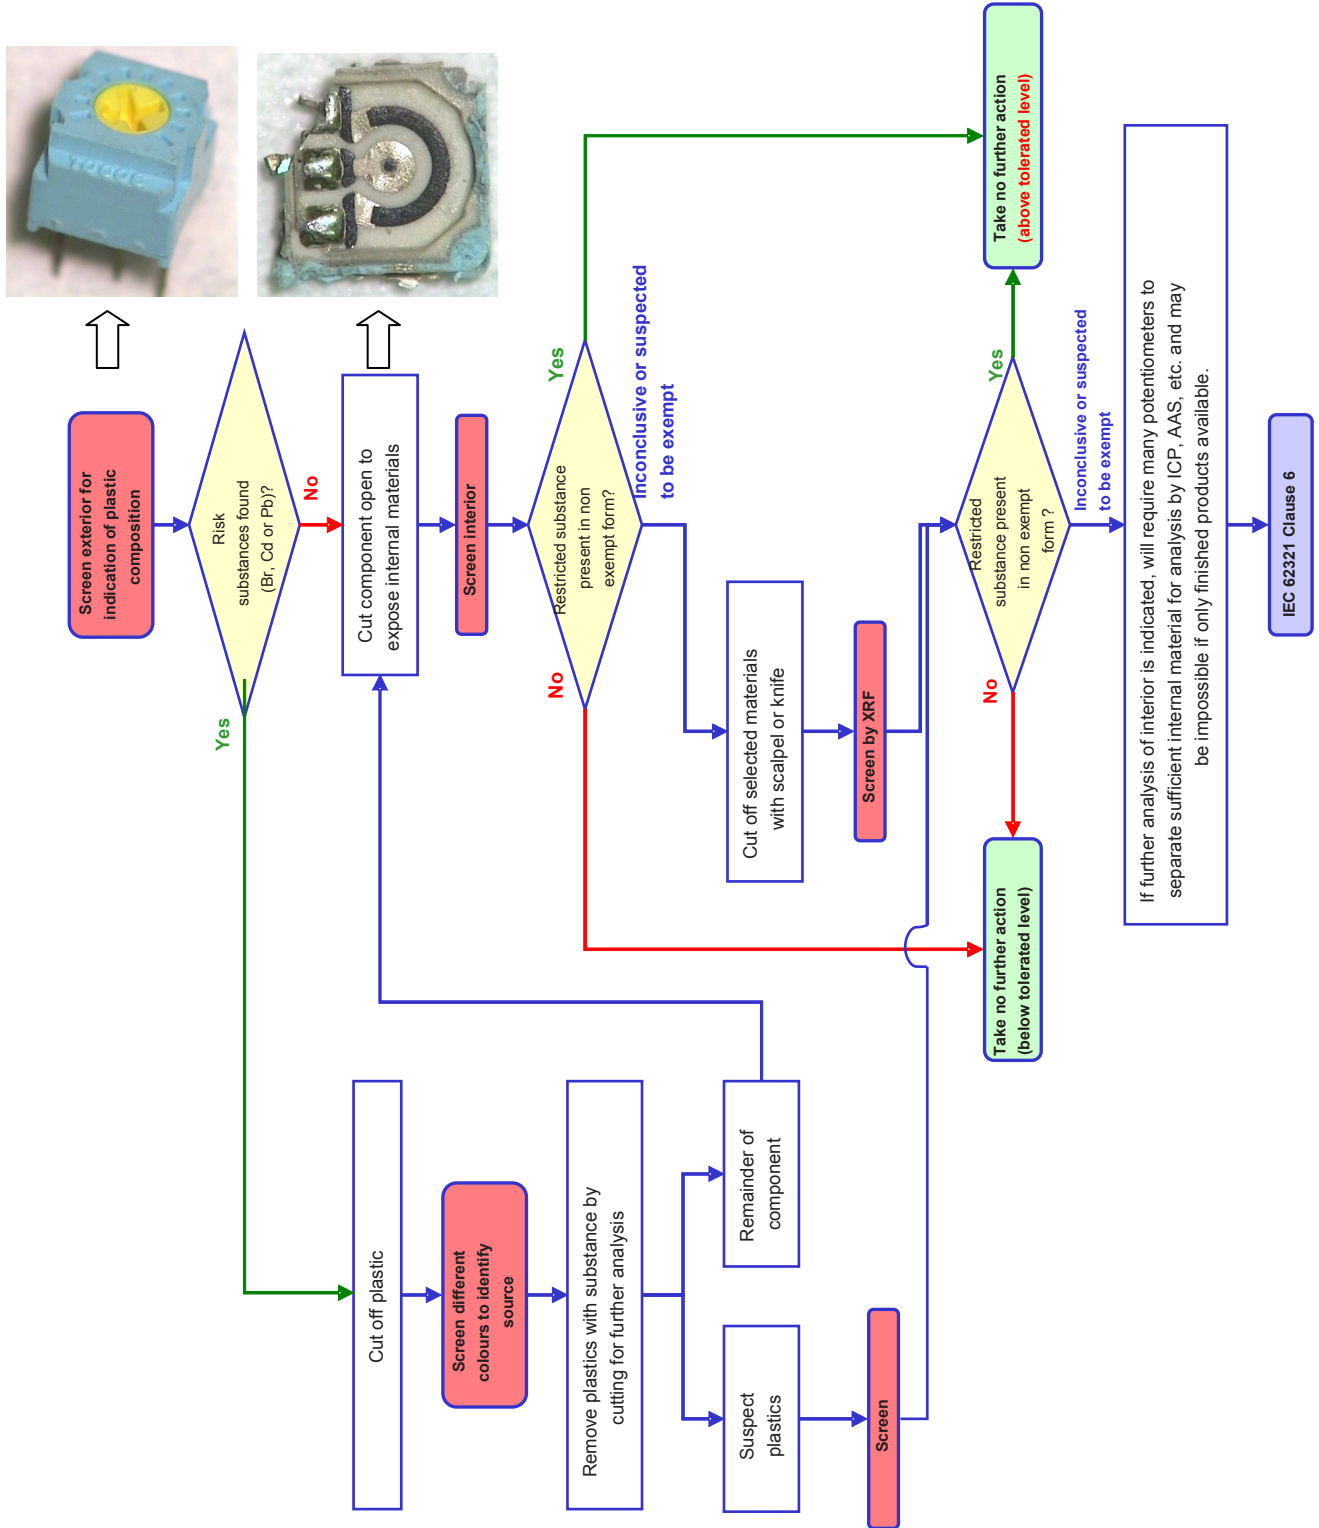 Screen exterior for
indication of plastic
composition
Risk
substances found
(Br, Cd or Pb)?
Yes
No
Cut component open to
expose internal materials
Screen interior
Restricted substance
present in non
exempt form?
Yes
No
Inconclusive or suspected
to be exempt
Cut off selected materials
with scalpel or knife
Screen by XRF
Cut off plastic
Screen different
colours to identify
source
Remove plastics with substance by
cutting for further analysis
Suspect
plastics
Remainder of
component
Screen
Restricted
substance present
in non exempt
form ?
Yes
No
Inconclusive or suspected
to be exempt
Take no further action
(below tolerated level)
Take no further action
(above tolerated level)
If further analysis of interior is indicated, will require many potentiometers to
separate sufficient internal material for analysis by ICP, AAS, etc. and may
be impossible if only finished products available.
IEC 62321 Clause 6